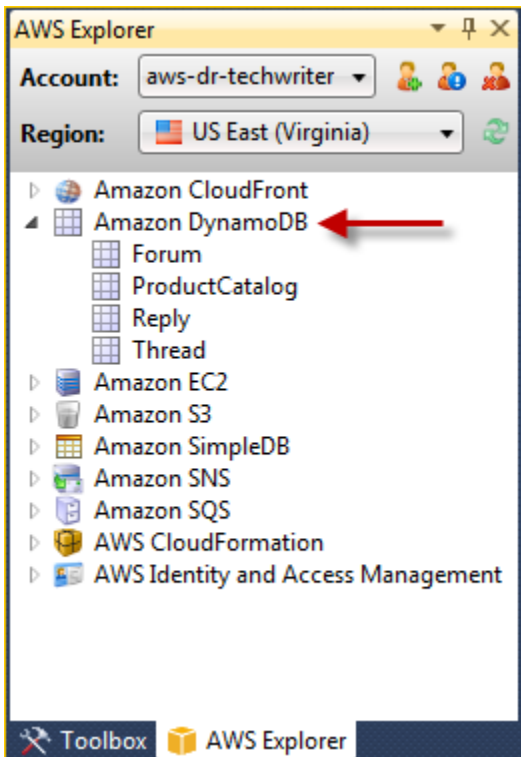 AWS Explorer
Account: aws-dr-techwriter
Region: US East (Virginia)
Amazon CloudFront
Amazon DynamoDB
Forum
ProductCatalog
Reply
Thread
Amazon EC2
Amazon S3
Amazon SimpleDB
Amazon SNS
Amazon SQS
AWS CloudFormation
AWS Identity and Access Management
Toolbox AWS Explorer